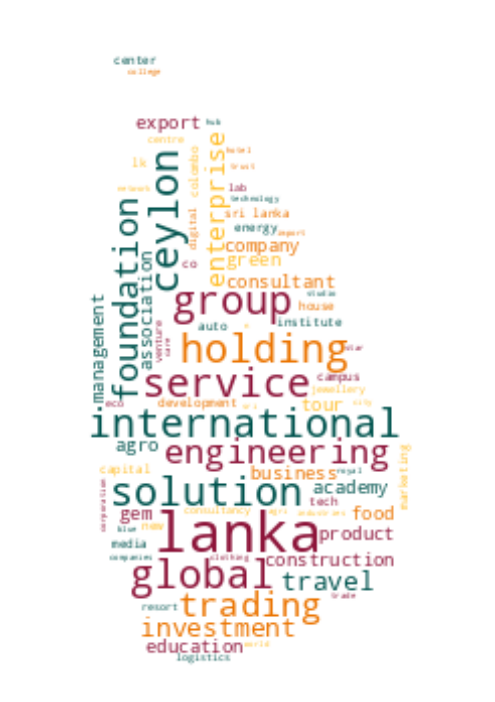 center
college
export
hub
centre
hotel
lk
colombo
enterprise
trust
ceylon
network
lab
technology
digital
sri lanka
foundation
energy
import
company
association
green
co
consultant
management
studio
group
house
auto
institute
venture
care
holding
star
service
campus
jewellery
eco
development
tour
city
international
agro
engineering
capital
business
royal
marketing
solution
academy
corporation
tech
gem
consultancy
agri
food
blue
new
lanka
product
media
companies
clothing
construction
global
travel
trade
resort
trading
investment
education
world
logistics